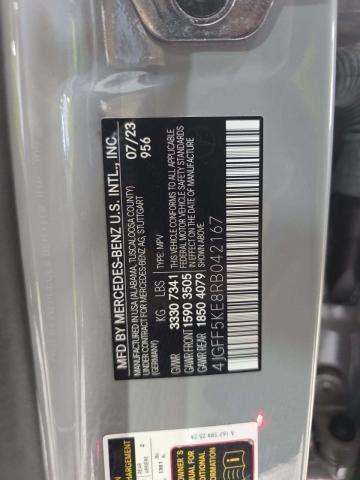 MFD BY MERCEDES-BENZ U.S. INTL., INC.
MADE IN USA (ALABAMA, TUSCALOOSA COUNTY)
UNDER CONTRACT FOR MERCEDES-BENZ AG, STUTTGART
(GERMANY)
07/23
956
TYPE: MPV
KG LBS
GVWR 3330 7341
GAWR FRONT 1590 3505
GAWR REAR 1850 4079
THIS VEHICLE CONFORMS TO ALL APPLICABLE
FEDERAL MOTOR VEHICLE SAFETY STANDARDS
IN EFFECT ON THE DATE OF MANUFACTURE
SHOWN ABOVE
4JGFF5KE8RB042167